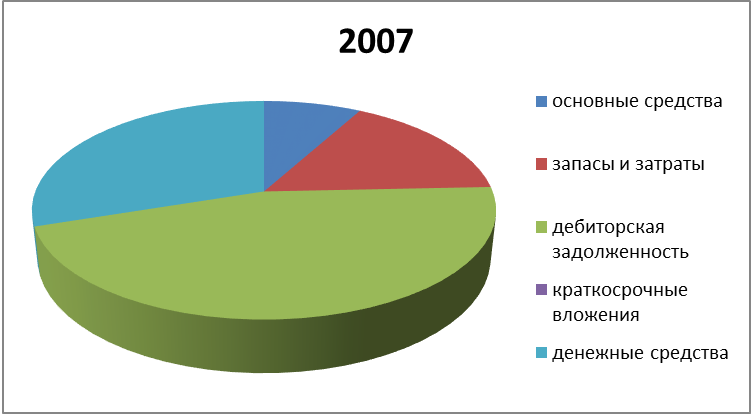 2007
основные средства
запасы и затраты
дебиторская
задолженность
краткосрочные
вложения
денежные средства